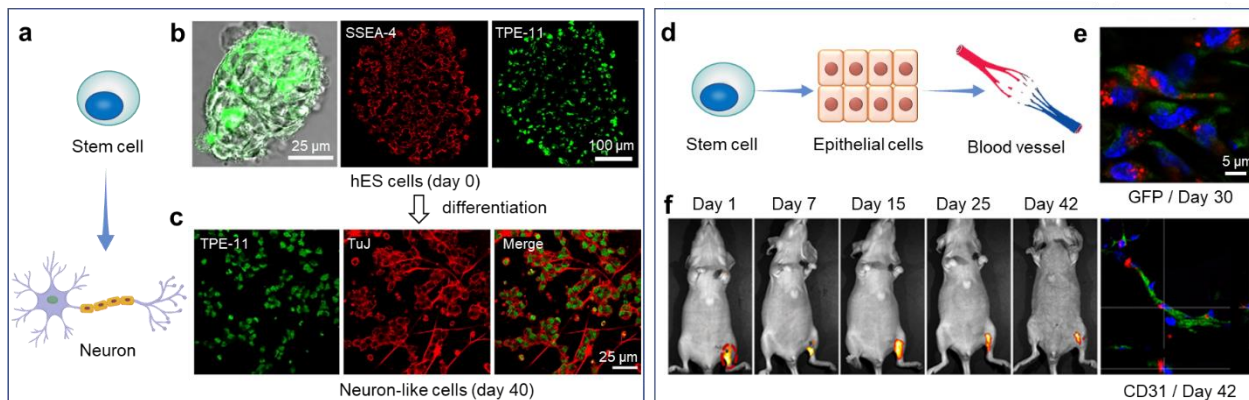 a
Stem cell
Neuron
b
SSEA-4
TPE-11
25 µm
100 µm
hES cells (day 0)
differentiation
c
TPE-11
TuJ
Merge
25 µm
Neuron-like cells (day 40)
d
Stem cell
Epithelial cells
Blood vessel
e
5 µm
GFP / Day 30
f
Day 1
Day 7
Day 15
Day 25
Day 42
CD31 / Day 42